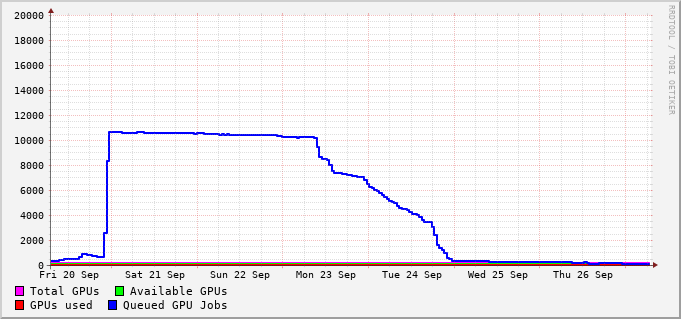 20000
18000
16000
14000
12000
10000
8000
6000
4000
2000
0
Fri 20 Sep Sat 21 Sep Sun 22 Sep Mon 23 Sep Tue 24 Sep Wed 25 Sep Thu 26 Sep
Total GPUs Available GPUs
GPUs used Queued GPU Jobs
RRDTOOL / TOBI OETIKER